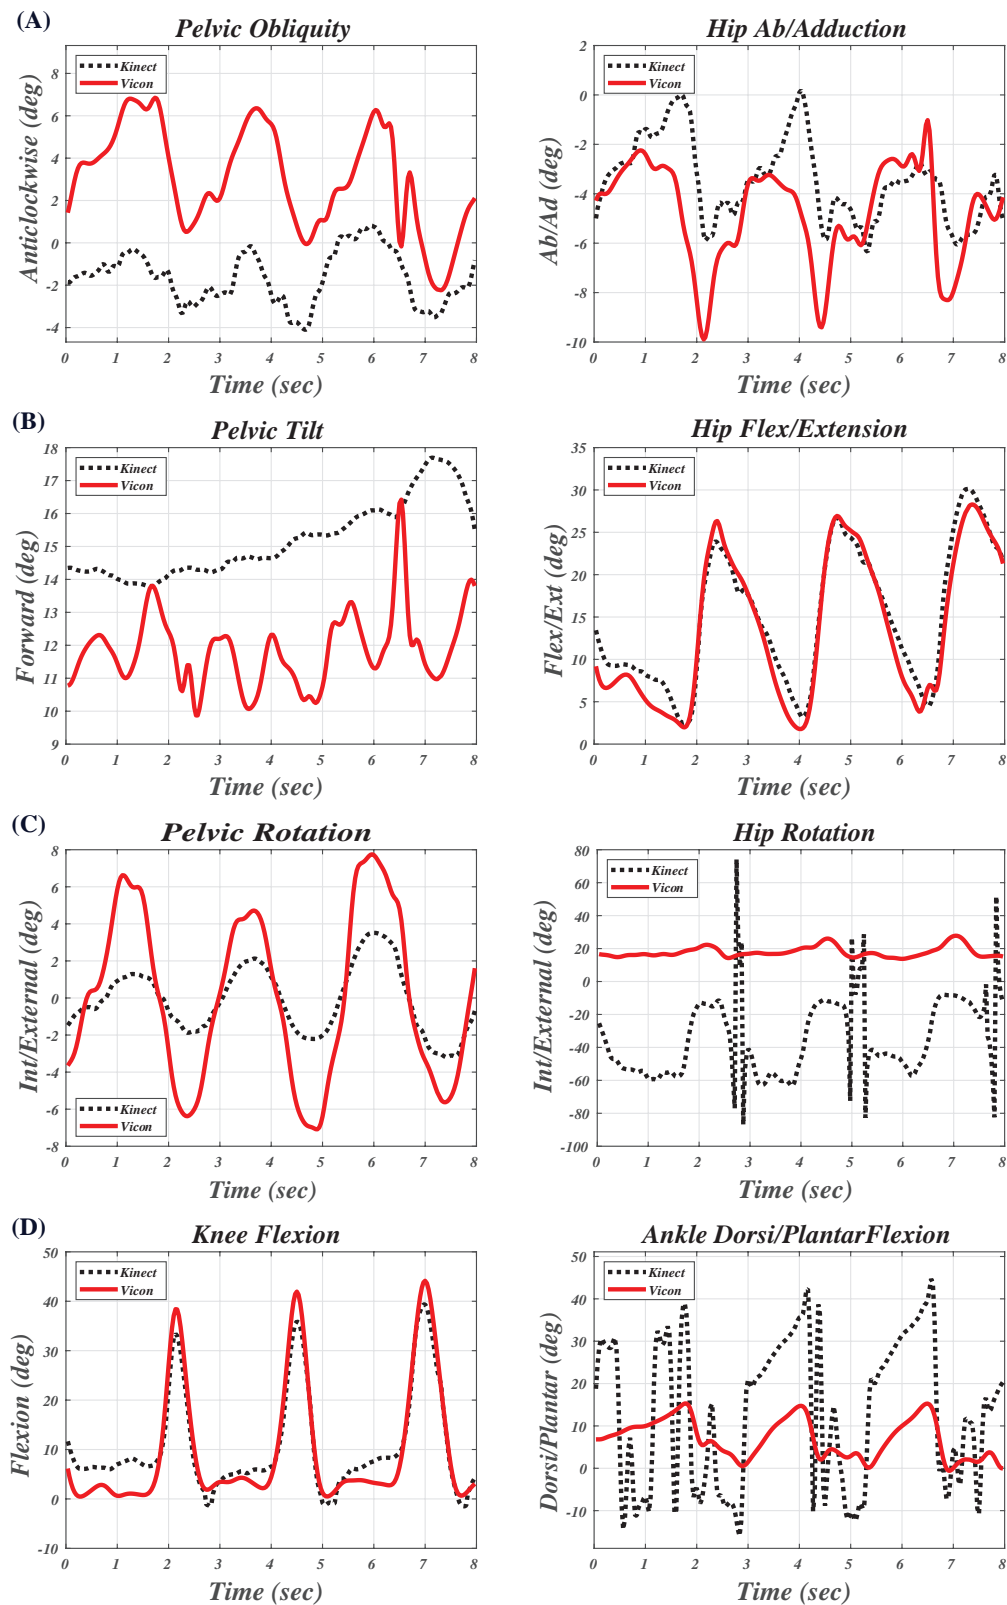 (A)
Pelvic Obliquity
Kinect
Vicon
Anticlockwise (deg)
8
6
4
2
0
-2
-4
0 1 2 3 4 5 6 7 8
Time (sec)
Hip Ab/Adduction
Kinect
Vicon
Ab/Ad (deg)
2
0
-2
-4
-6
-8
-10
0 1 2 3 4 5 6 7 8
Time (sec)
(B)
Pelvic Tilt
Kinect
Vicon
Forward (deg)
18
17
16
15
14
13
12
11
10
9
0 1 2 3 4 5 6 7 8
Time (sec)
Hip Flex/Extension
Kinect
Vicon
Flex/Ext (deg)
35
30
25
20
15
10
5
0
0 1 2 3 4 5 6 7 8
Time (sec)
(C)
Pelvic Rotation
Kinect
Vicon
Int/External (deg)
8
6
4
2
0
-2
-4
-6
-8
0 1 2 3 4 5 6 7 8
Time (sec)
Hip Rotation
Kinect
Vicon
Int/External (deg)
80
60
40
20
0
-20
-40
-60
-80
-100
0 1 2 3 4 5 6 7 8
Time (sec)
(D)
Knee Flexion
Kinect
Vicon
Flexion (deg)
50
40
30
20
10
0
-10
0 1 2 3 4 5 6 7 8
Time (sec)
Ankle Dorsi/PlantarFlexion
Kinect
Vicon
Dorsi/Plantar (deg)
50
40
30
20
10
0
-10
0 1 2 3 4 5 6 7 8
Time (sec)